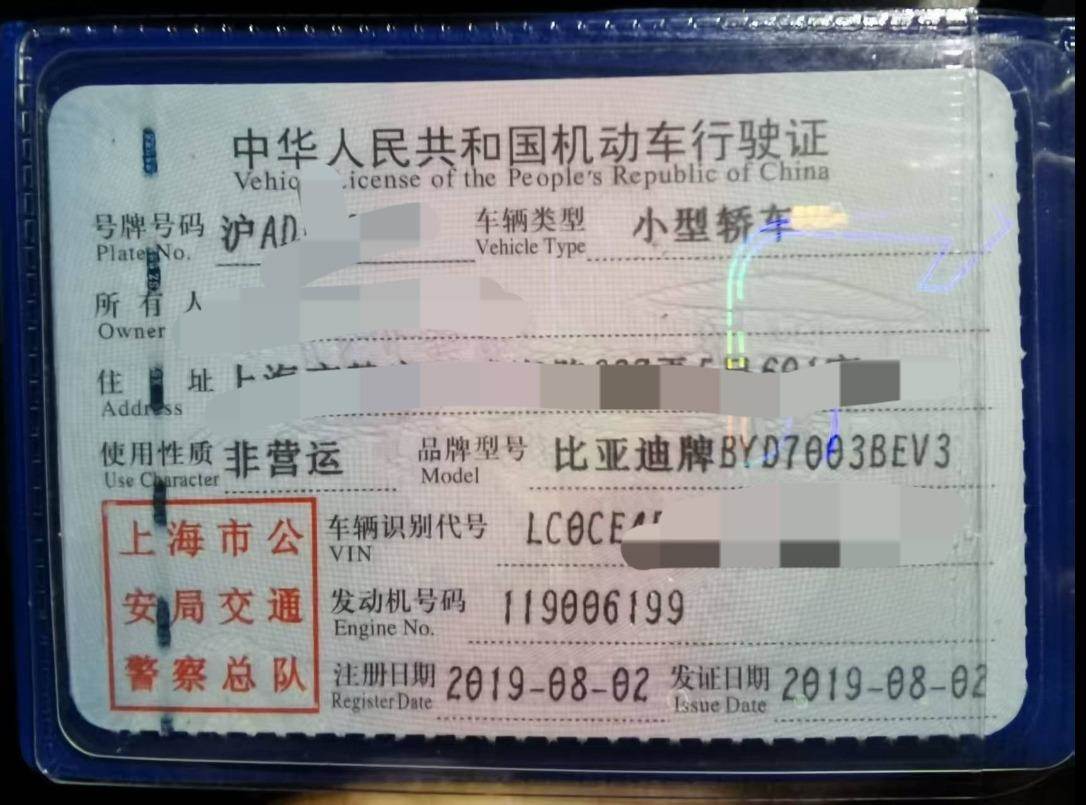 中华人民共和国机动车行驶证
Vehic License of the People's Republic of China
号牌号码 沪AD 车辆类型 小型轿车
Plate No. Vehicle Type
所有人
Owner
住址 上海市
Address
使用性质 非营运 品牌型号 比亚迪牌BYD7003BEV3
Use Character Model
上海市公 车辆识别代号 LC0CE4
VIN
安局交通 发动机号码 119006199
Engine No.
警察总队 注册日期 2019-08-02 发证日期 2019-08-02
Register Date Issue Date